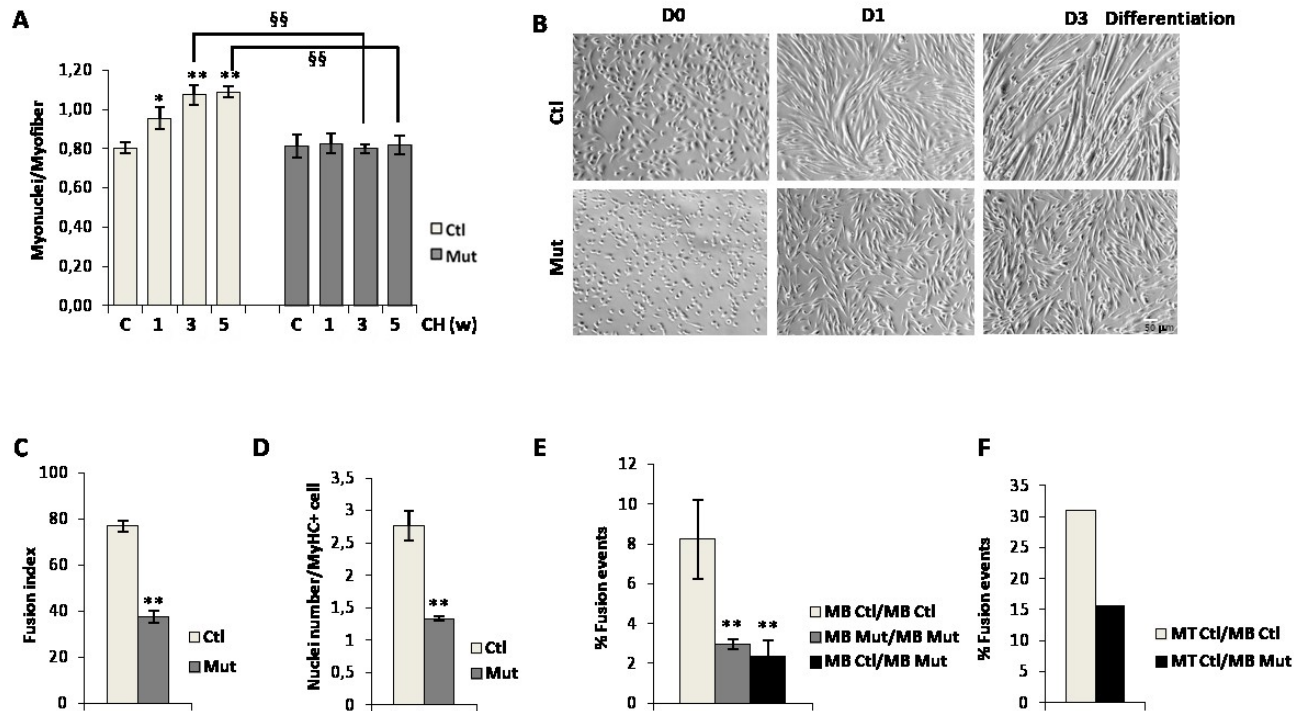 A
§§
§§
Myonuclei/Myofiber
1,20
1,00
0,80
0,60
0,40
0,20
0,00
*
**
**
C 1 3 5 C 1 3 5 CH (w)
Ctl
Mut
B
D0 D1 D3 Differentiation
Ctl
Mut
50 µm
C
Fusion index
100
80
60
40
20
0
**
Ctl
Mut
D
Nuclei number/MyHC+ cell
3,5
3
2,5
2
1,5
1
0,5
0
**
Ctl
Mut
E
% Fusion events
12
10
8
6
4
2
0
** **
MB Ctl/MB Ctl
MB Mut/MB Mut
MB Ctl/MB Mut
F
% Fusion events
35
30
25
20
15
10
5
0
MT Ctl/MB Ctl
MT Ctl/MB Mut